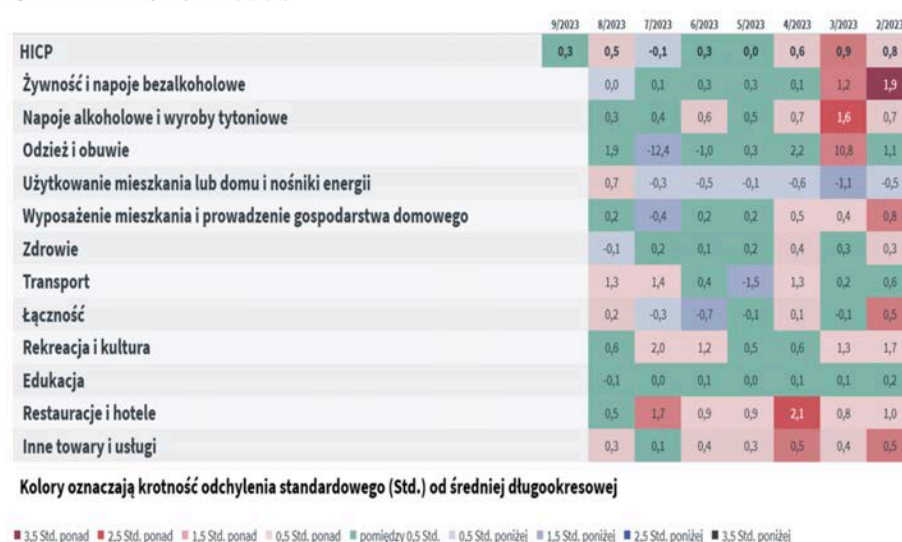 9/2023 8/2023 7/2023 6/2023 5/2023 4/2023 3/2023 2/2023
HICP 0,3 0,5 -0,1 0,3 0,0 0,6 0,9 0,8
Żywność i napoje bezalkoholowe 0,0 0,1 0,3 0,3 0,1 1,2 1,9
Napoje alkoholowe i wyroby tytoniowe 0,3 0,4 0,6 0,5 0,7 1,6 0,7
Odzież i obuwie 1,9 -12,4 -1,0 0,3 2,2 10,8 1,1
Użytkowanie mieszkania lub domu i nośniki energii 0,7 -0,3 -0,5 -0,1 -0,6 -1,1 -0,5
Wyposażenie mieszkania i prowadzenie gospodarstwa domowego 0,2 -0,4 0,2 0,2 0,5 0,4 0,8
Zdrowie -0,1 0,2 0,1 0,2 0,4 0,3 0,3
Transport 1,3 1,4 0,4 -1,5 1,3 0,2 0,6
Łączność 0,2 -0,3 -0,7 -0,1 0,1 -0,1 0,5
Rekreacja i kultura 0,6 2,0 1,2 0,5 0,6 1,3 1,7
Edukacja -0,1 0,0 0,1 0,0 0,1 0,1 0,2
Restauracje i hotele 0,5 1,7 0,9 0,9 2,1 0,8 1,0
Inne towary i usługi 0,3 0,1 0,4 0,3 0,5 0,4 0,5
Kolory oznaczają krotność odchylenia standardowego (Std.) od średniej długookresowej
3,5 Std. ponad 2,5 Std. ponad 1,5 Std. ponad 0,5 Std. ponad pomiędzy 0,5 Std. 0,5 Std. poniżej 1,5 Std. poniżej 2,5 Std. poniżej 3,5 Std. poniżej